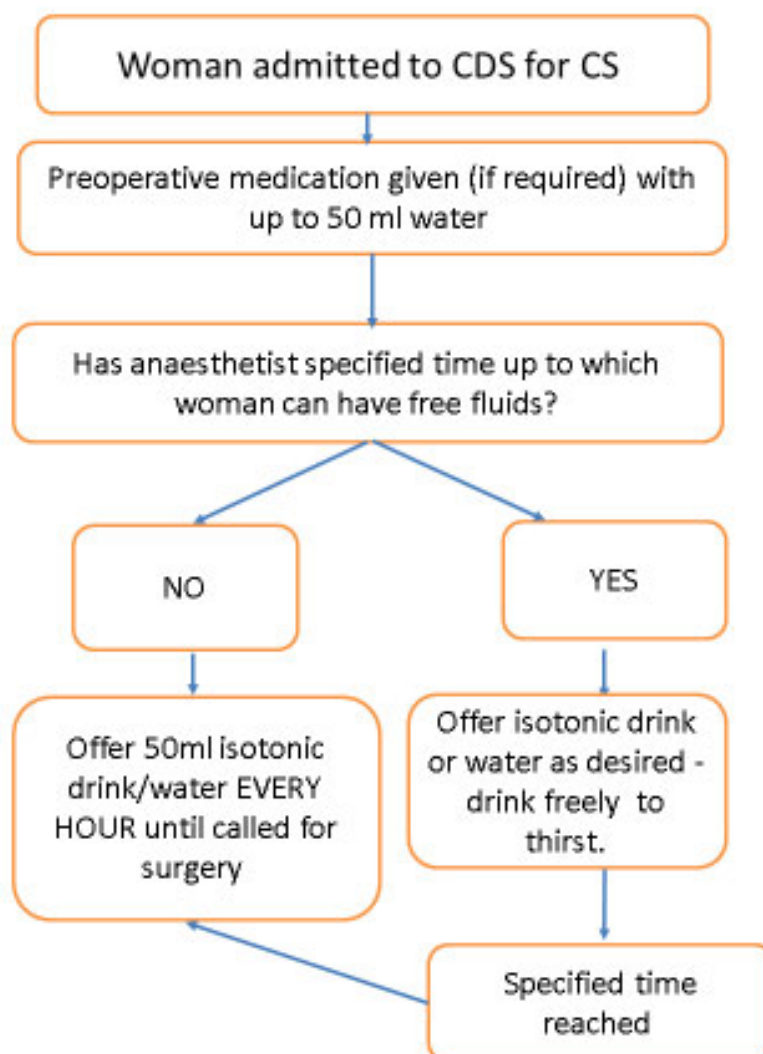 Woman admitted to CDS for CS
Preoperative medication given (if required) with
up to 50 ml water
Has anaesthetist specified time up to which
woman can have free fluids?
NO
YES
Offer 50ml isotonic
drink/water EVERY
HOUR until called for
surgery
Offer isotonic drink
or water as desired -
drink freely to
thirst.
Specified time
reached